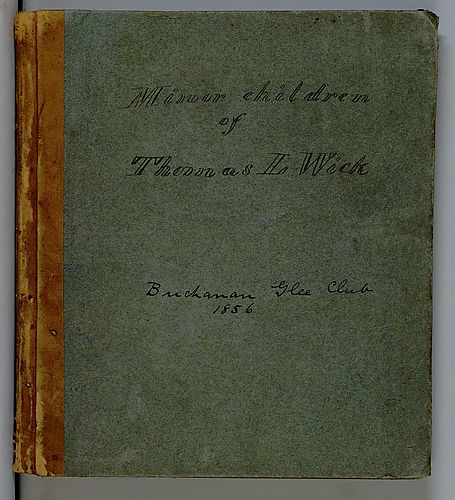 Minor children
of
Thomas L Wick
Buchanan Glee Club
1856